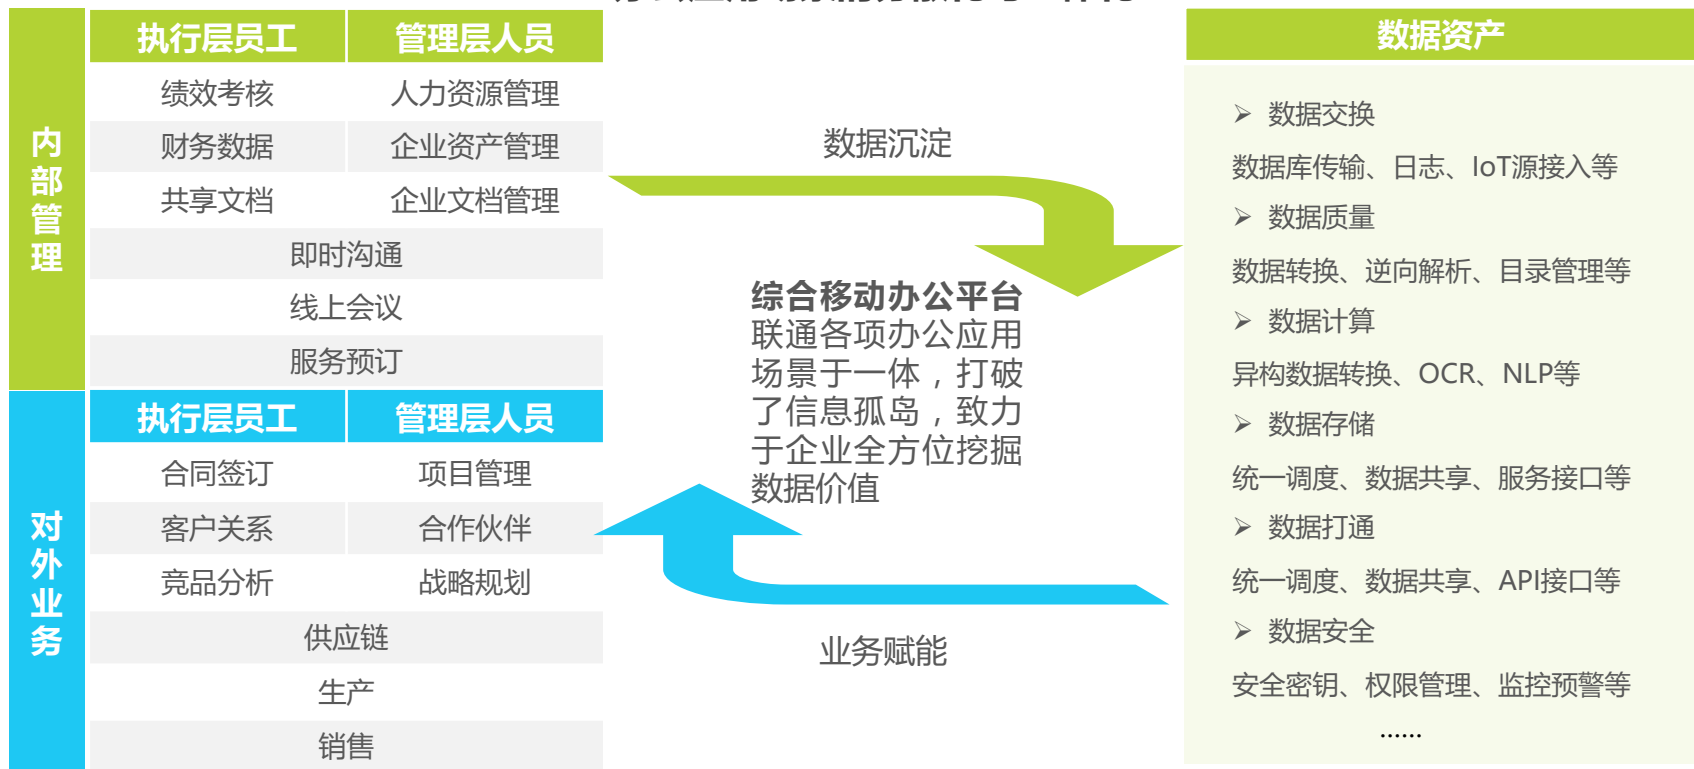 执行层员工 管理层人员
内部管理
绩效考核 人力资源管理
财务数据 企业资产管理
共享文档 企业文档管理
即时沟通
线上会议
服务预订
执行层员工 管理层人员
对外业务
合同签订 项目管理
客户关系 合作伙伴
竞品分析 战略规划
供应链
生产
销售
数据沉淀
综合移动办公平台
联通各项办公应用
场景于一体，打破
了信息孤岛，致力
于企业全方位挖掘
数据价值
业务赋能
数据资产
➢ 数据交换
数据库传输、日志、IoT源接入等
➢ 数据质量
数据转换、逆向解析、目录管理等
➢ 数据计算
异构数据转换、OCR、NLP等
➢ 数据存储
统一调度、数据共享、服务接口等
➢ 数据打通
统一调度、数据共享、API接口等
➢ 数据安全
安全密钥、权限管理、监控预警等
......